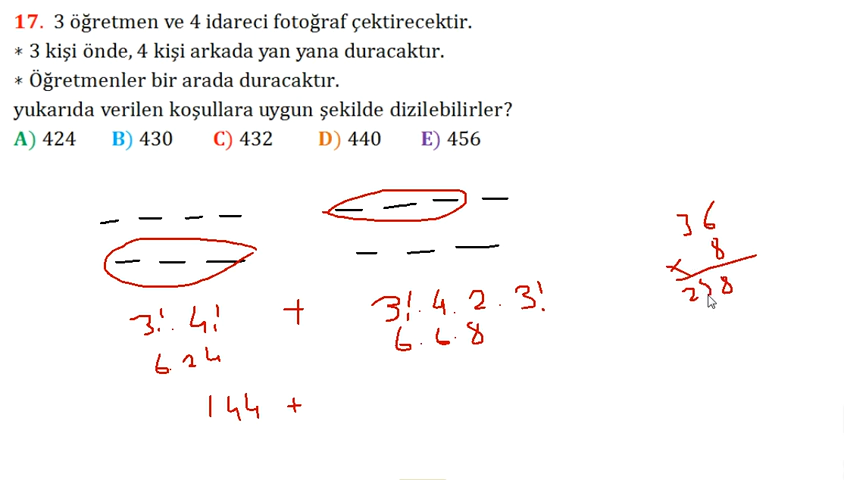 17. 3 öğretmen ve 4 idareci fotoğraf çektirecektir.
* 3 kişi önde, 4 kişi arkada yan yana duracaktır.
* Öğretmenler bir arada duracaktır.
yukarıda verilen koşullara uygun şekilde dizilebilirler?
A) 424 B) 430 C) 432 D) 440 E) 456
3! . 4! + 3! . 4 . 2 . 3!
6 . 24 6 . 6 . 8
144 +
36
x 8